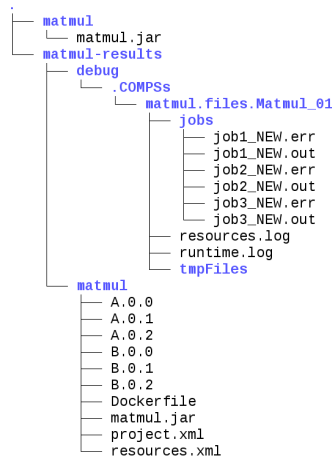 .
matmul
matmul.jar
matmul-results
debug
.COMPSs
matmul.files.Matmul_01
jobs
job1_NEW.err
job1_NEW.out
job2_NEW.err
job2_NEW.out
job3_NEW.err
job3_NEW.out
resources.log
runtime.log
tmpFiles
matmul
A.0.0
A.0.1
A.0.2
B.0.0
B.0.1
B.0.2
Dockerfile
matmul.jar
project.xml
resources.xml